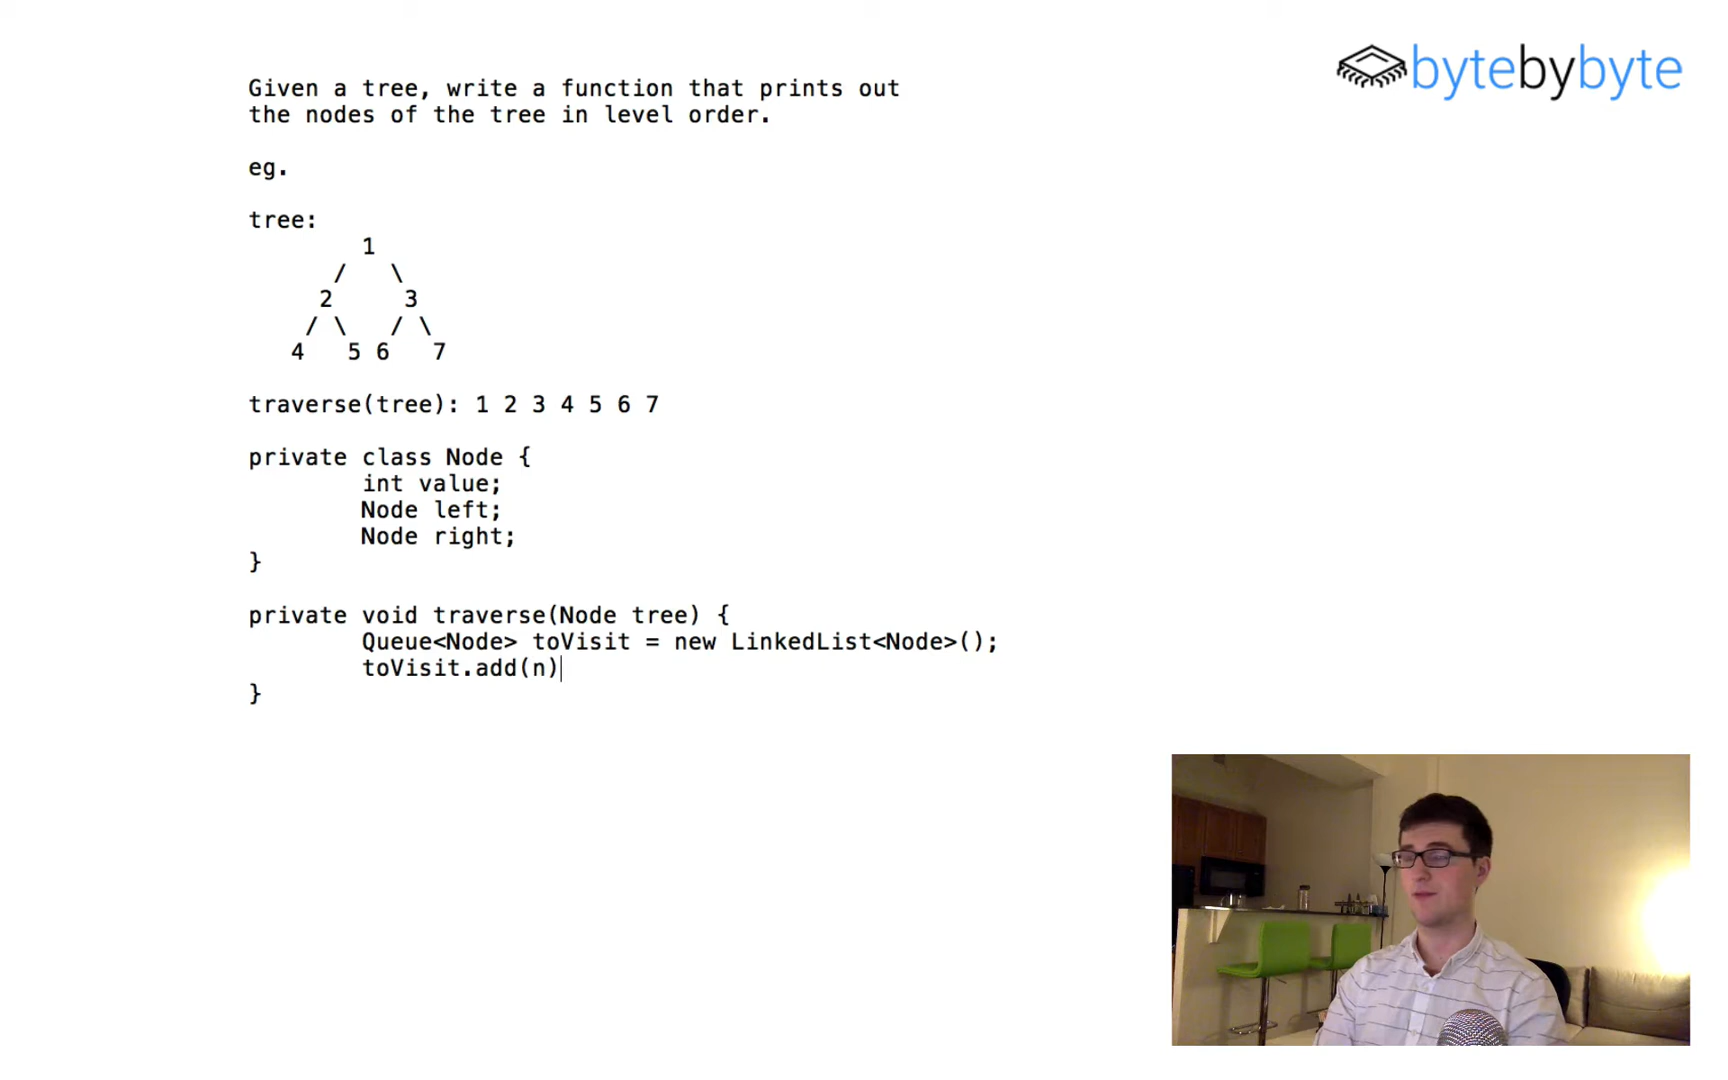 bytebybyte
Given a tree, write a function that prints out
the nodes of the tree in level order.
eg.
tree:
1
/ \
2 3
/ \ / \
4 5 6 7
traverse(tree): 1 2 3 4 5 6 7
private class Node {
int value;
Node left;
Node right;
}
private void traverse(Node tree) {
Queue<Node> toVisit = new LinkedList<Node>();
toVisit.add(n)
}